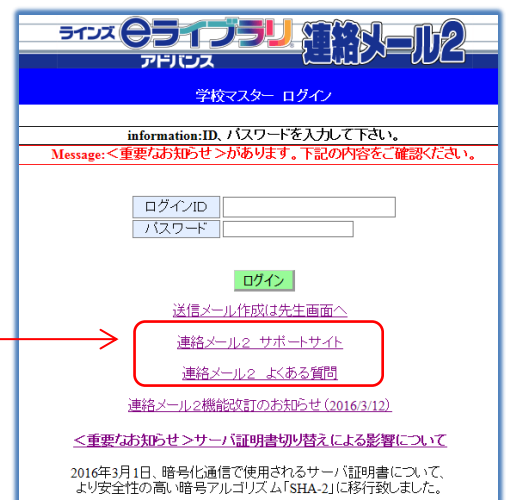 ラインズ eライブラリ 連絡メール2
アドバンス
学校マスター ログイン
information:ID、パスワードを入力して下さい。
Message:＜重要なお知らせ＞があります。下記の内容をご確認ください。
ログインID
パスワード
ログイン
送信メール作成は先生画面へ
連絡メール２ サポートサイト
連絡メール２ よくある質問
連絡メール２機能改訂のお知らせ（2016/3/12）
＜重要なお知らせ＞サーバ証明書切り替えによる影響について
2016年3月1日、暗号化通信で使用されるサーバ証明書について、
より安全性の高い暗号アルゴリズム「SHA-2」に移行致しました。